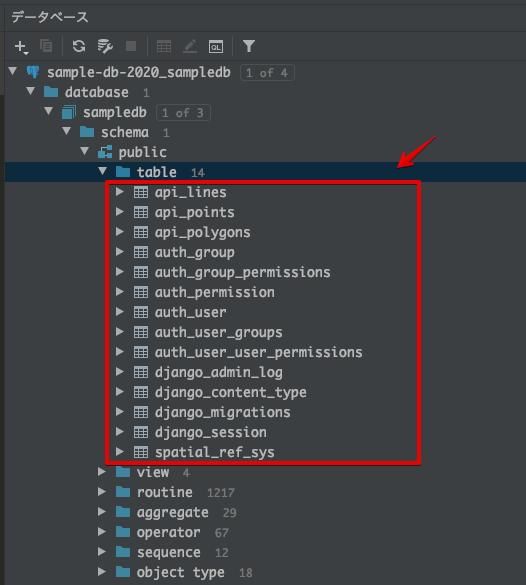 データベース
QL
sample-db-2020_sampledb 1 of 4
database 1
sampledb 1 of 3
schema 1
public
table 14
api_lines
api_points
api_polygons
auth_group
auth_group_permissions
auth_permission
auth_user
auth_user_groups
auth_user_user_permissions
django_admin_log
django_content_type
django_migrations
django_session
spatial_ref_sys
view 4
routine 1217
aggregate 29
operator 67
sequence 12
object type 18